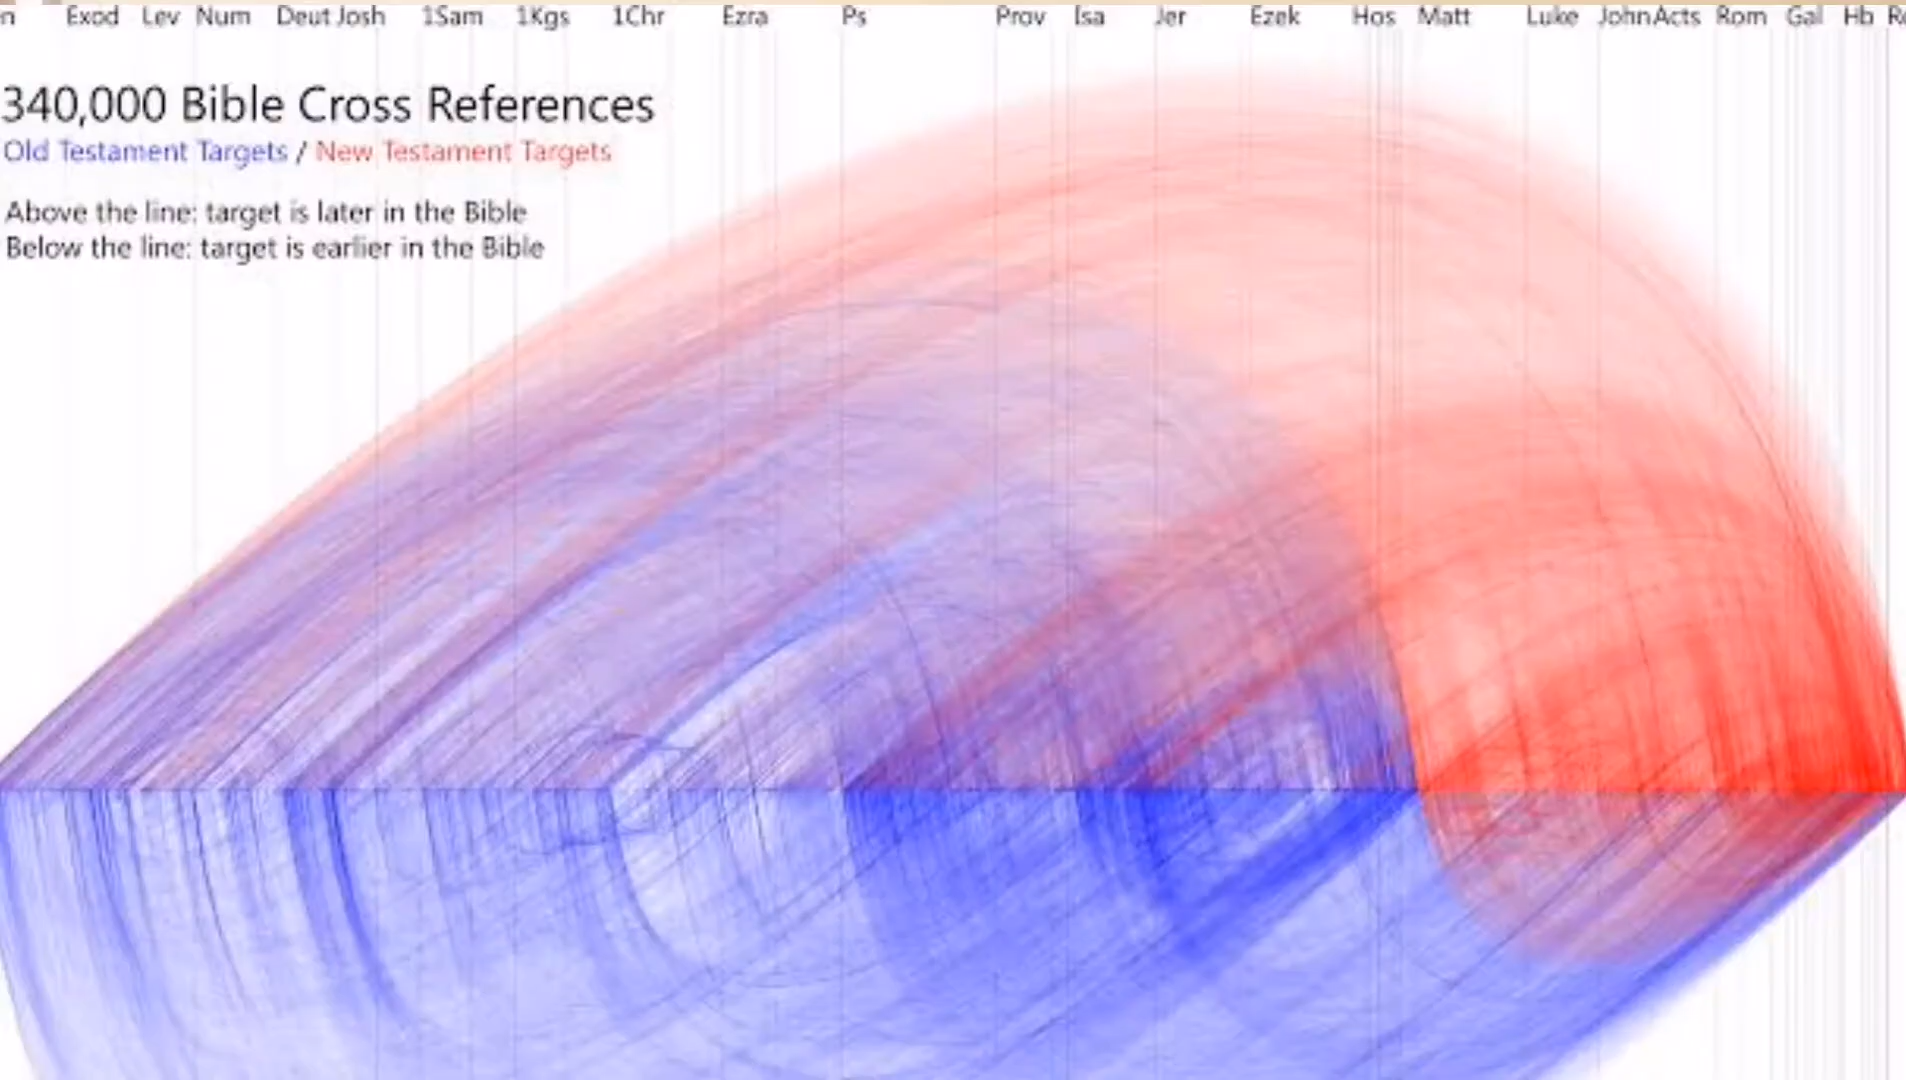 n Exod Lev Num Deut Josh 1Sam 1Kgs 1Chr Ezra Ps Prov Isa Jer Ezek Hos Matt Luke John Acts Rom Gal Hb Re
340,000 Bible Cross References
Old Testament Targets / New Testament Targets
Above the line: target is later in the Bible
Below the line: target is earlier in the Bible